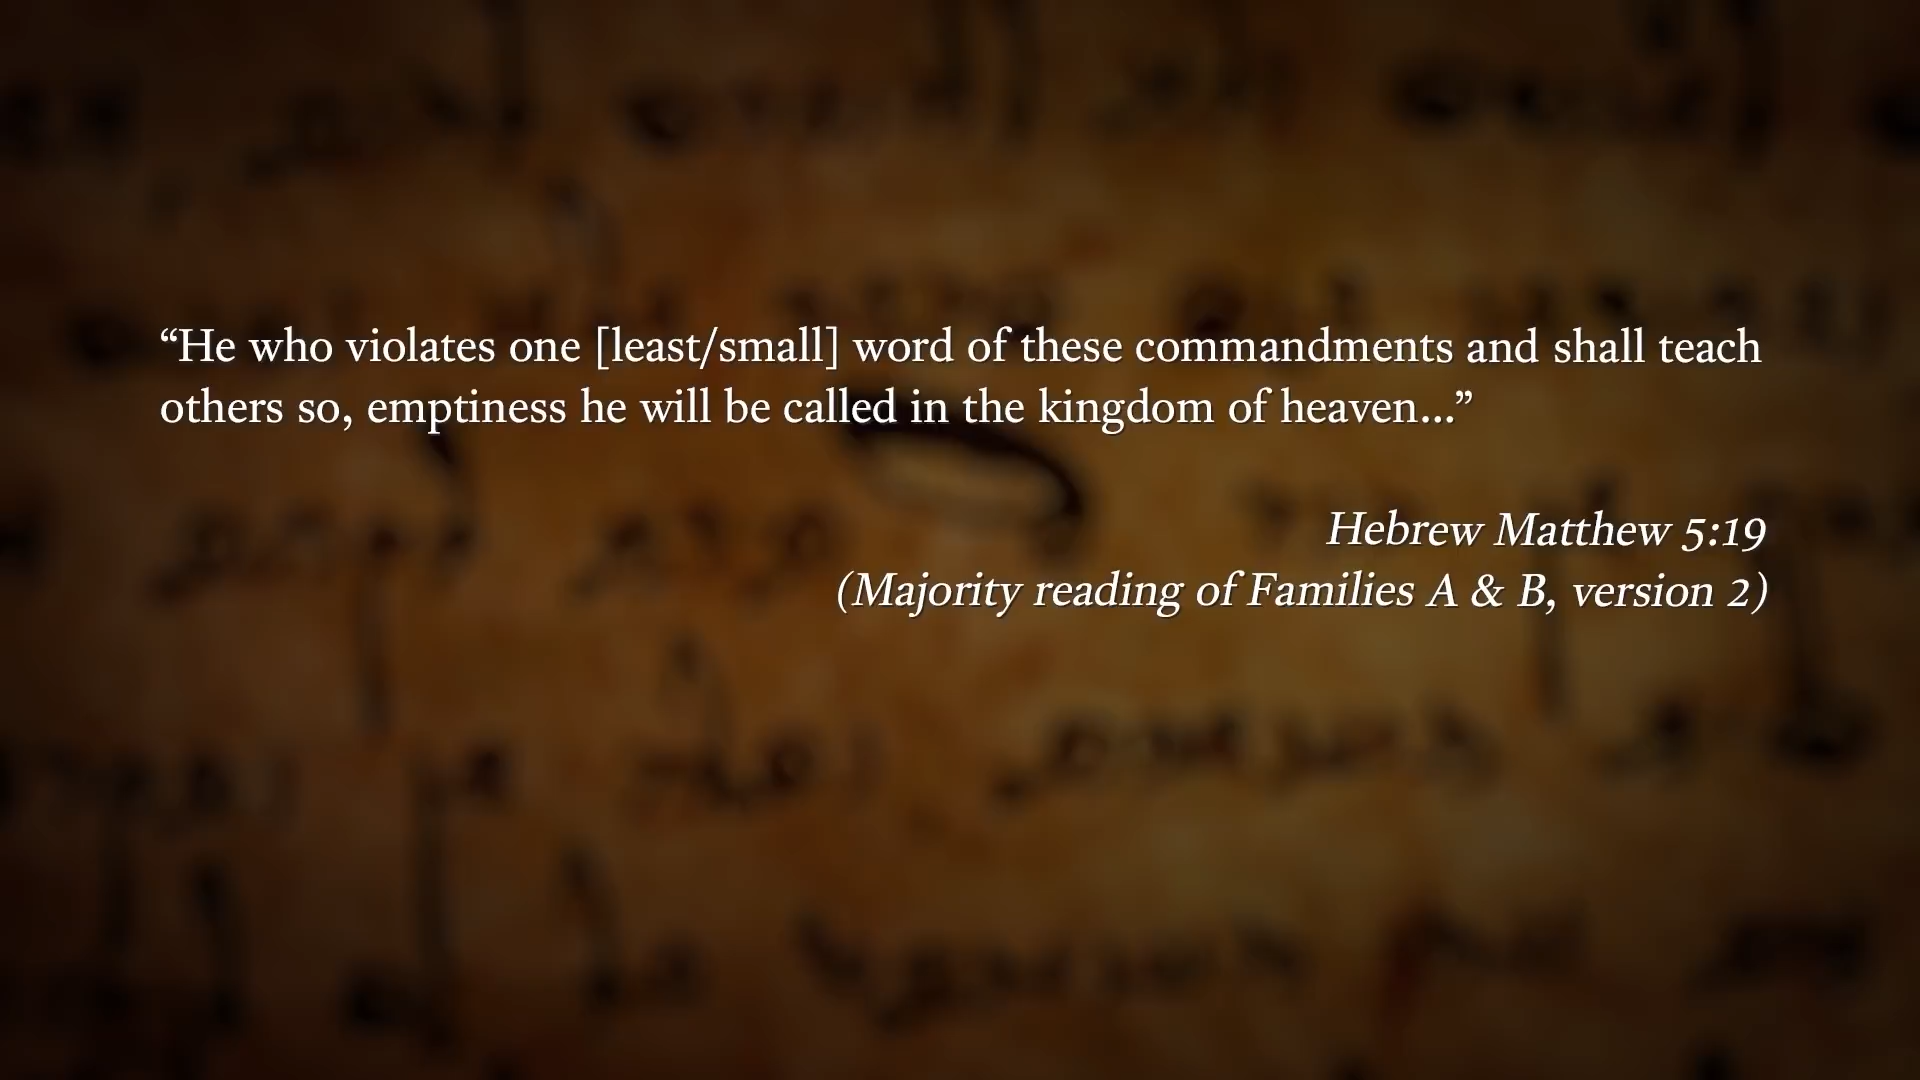 “He who violates one [least/small] word of these commandments and shall teach
others so, emptiness he will be called in the kingdom of heaven...”
Hebrew Matthew 5:19
(Majority reading of Families A & B, version 2)